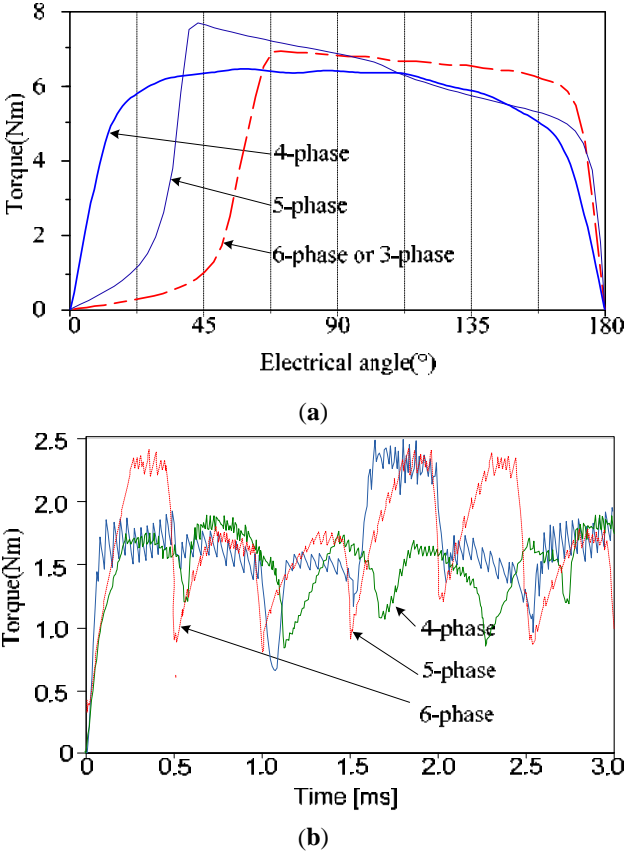 8
6
4
2
0
Torque(Nm)
4-phase
5-phase
6-phase or 3-phase
0
45
90
135
180
Electrical angle(°)
(a)
2.5
2.0
1.5
1.0
0.5
0
Torque(Nm)
4-phase
5-phase
6-phase
0
0.5
1.0
1.5
2.0
2.5
3.0
Time [ms]
(b)